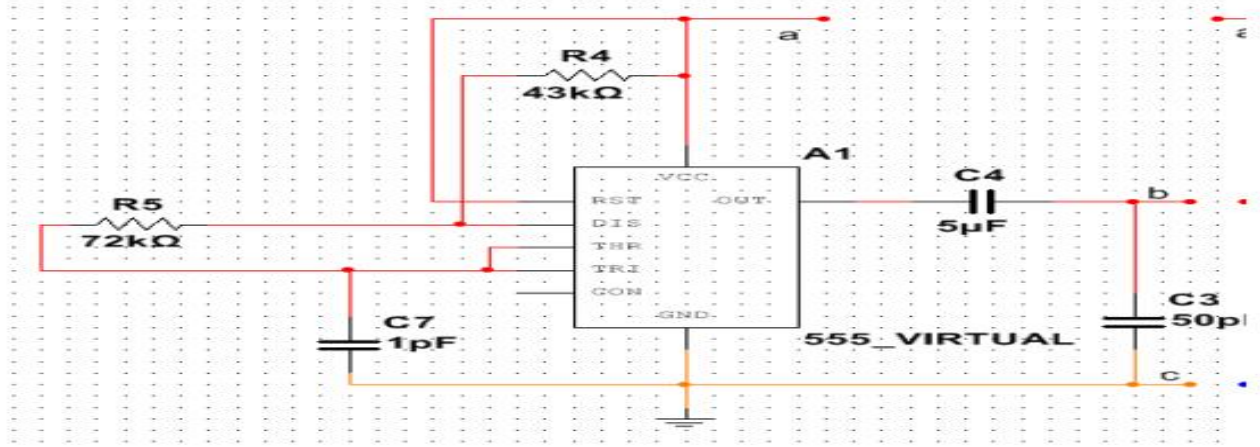 a
R4
43kΩ
A1
VCC
C4
RST
OUT
b
R5
DIS
5µF
72kΩ
THR
TRI
CON
C3
GND
C7
50p
1pF
555_VIRTUAL
c